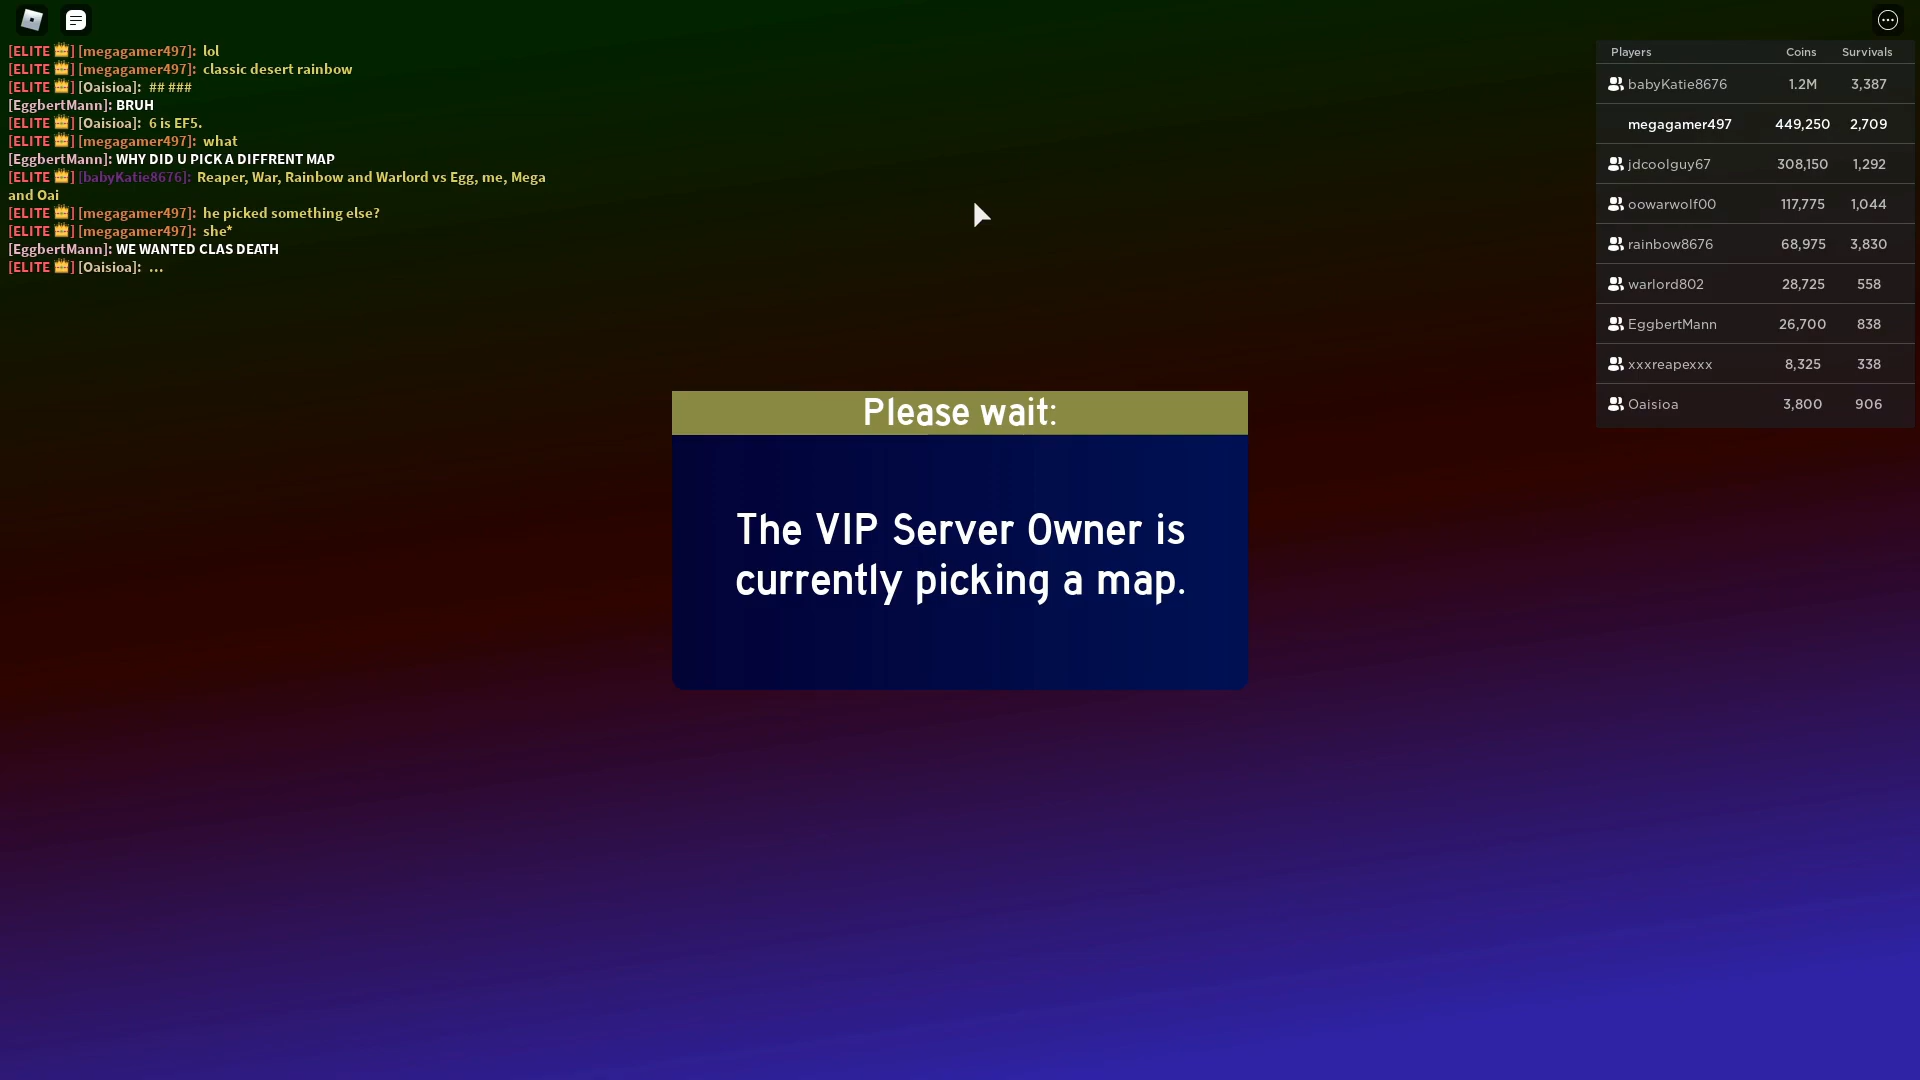 [ELITE 👑] [megagamer497]: lol
[ELITE 👑] [megagamer497]: classic desert rainbow
[ELITE 👑] [Oaisioa]: ## ###
[EggbertMann]: BRUH
[ELITE 👑] [Oaisioa]: 6 is EF5.
[ELITE 👑] [megagamer497]: what
[EggbertMann]: WHY DID U PICK A DIFFRENT MAP
[ELITE 👑] [babyKatie8676]: Reaper, War, Rainbow and Warlord vs Egg, me, Mega
and Oai
[ELITE 👑] [megagamer497]: he picked something else?
[ELITE 👑] [megagamer497]: she*
[EggbertMann]: WE WANTED CLAS DEATH
[ELITE 👑] [Oaisioa]: ...
Players Coins Survivals
babyKatie8676 1.2M 3,387
megagamer497 449,250 2,709
jdcoolguy67 308,150 1,292
oowarwolf00 117,775 1,044
rainbow8676 68,975 3,830
warlord802 28,725 558
EggbertMann 26,700 838
xxxreapexxx 8,325 338
Oaisioa 3,800 906
Please wait:
The VIP Server Owner is
currently picking a map.